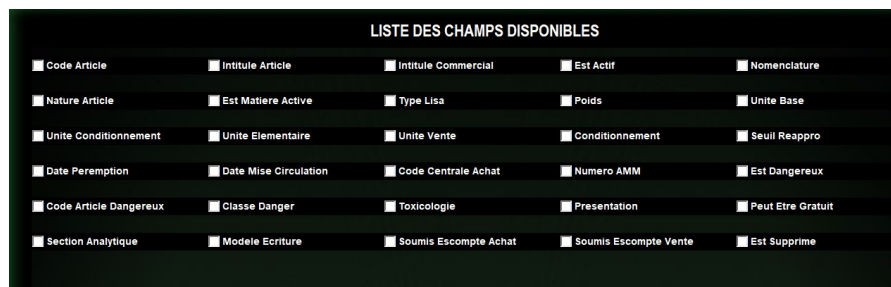 LISTE DES CHAMPS DISPONIBLES
Code Article Intitule Article Intitule Commercial Est Actif Nomenclature
Nature Article Est Matiere Active Type Lisa Poids Unite Base
Unite Conditionnement Unite Elementaire Unite Vente Conditionnement Seuil Reappro
Date Peremption Date Mise Circulation Code Centrale Achat Numero AMM Est Dangereux
Code Article Dangereux Classe Danger Toxicologie Presentation Peut Etre Gratuit
Section Analytique Modele Ecriture Soumis Escompte Achat Soumis Escompte Vente Est Supprime